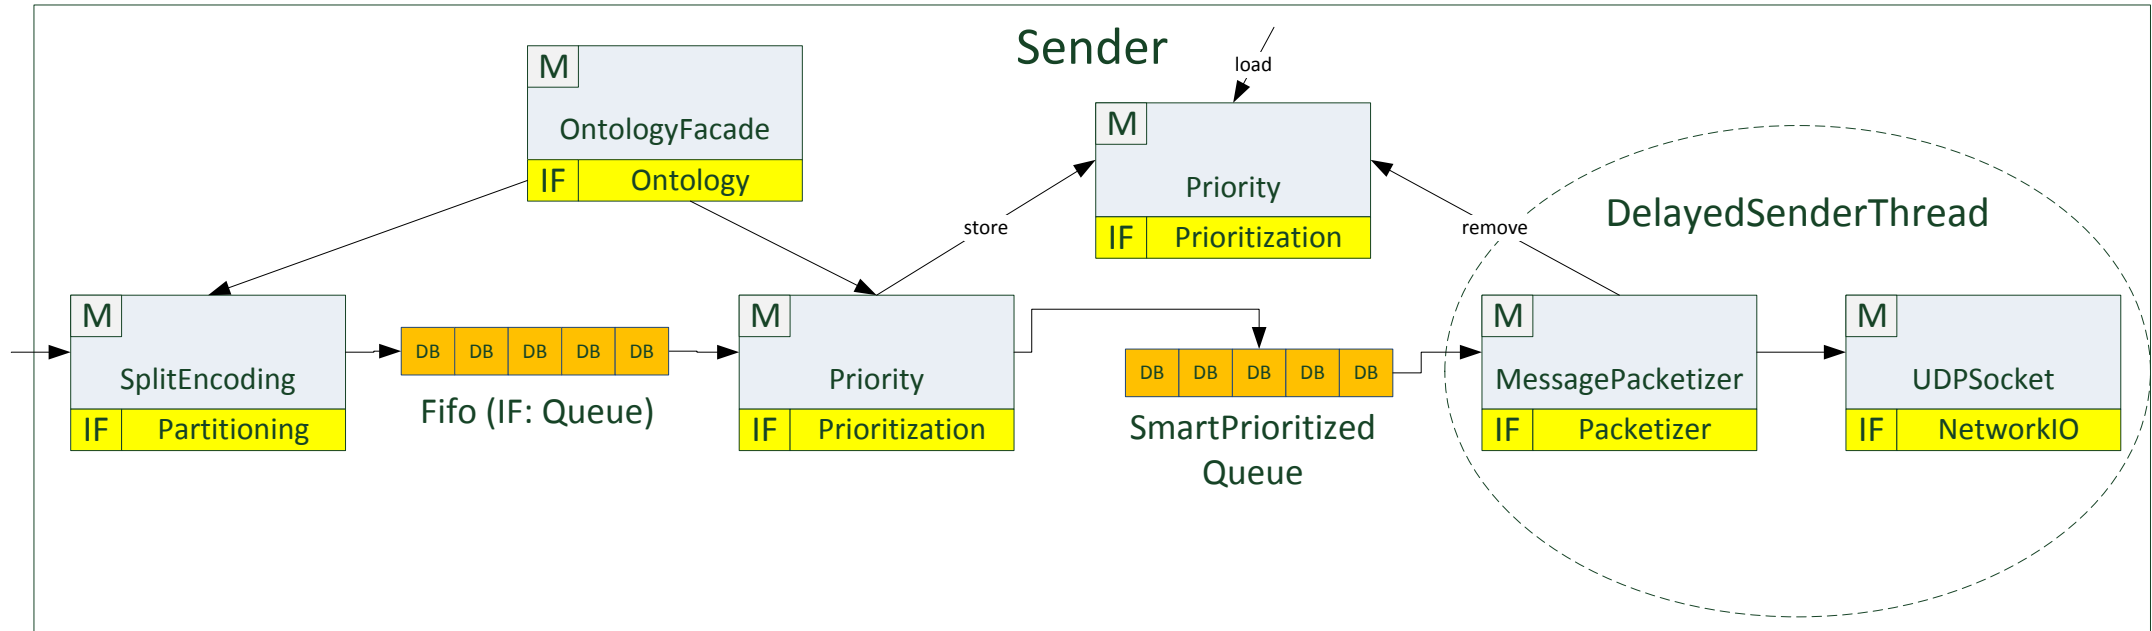 Sender
load
M
OntologyFacade
IF Ontology
M
Priority
IF Prioritization
store
remove
DelayedSenderThread
M
SplitEncoding
IF Partitioning
DB DB DB DB DB
Fifo (IF: Queue)
M
Priority
IF Prioritization
DB DB DB DB DB
SmartPrioritized
Queue
M
MessagePacketizer
IF Packetizer
M
UDPSocket
IF NetworkIO